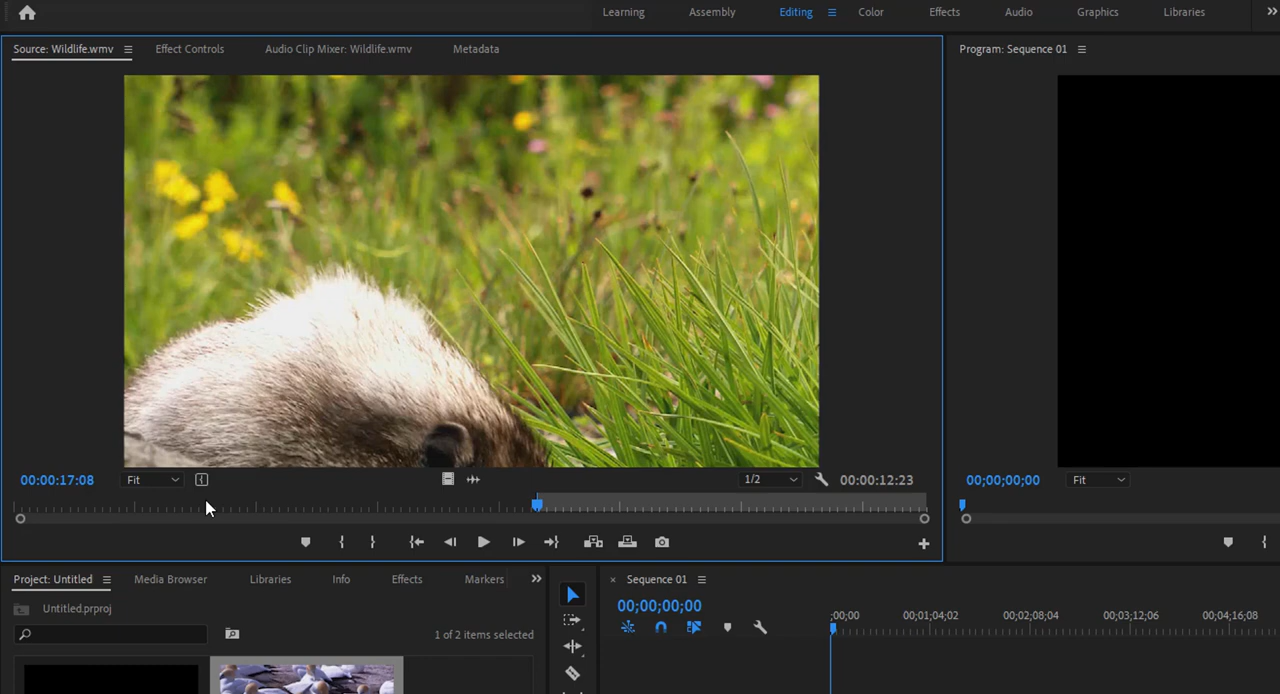 Learning Assembly Editing Color Effects Audio Graphics Libraries
Source: Wildlife.wmv Effect Controls Audio Clip Mixer: Wildlife.wmv Metadata Program: Sequence 01
00:00:17:08 Fit 1/2 00:00:12:23 00;00;00;00 Fit
Project: Untitled Media Browser Libraries Info Effects Markers × Sequence 01
Untitled.prproj 00;00;00;00 ;00;00 00;01;04;02 00;02;08;04 00;03;12;06 00;04;16;08
1 of 2 items selected